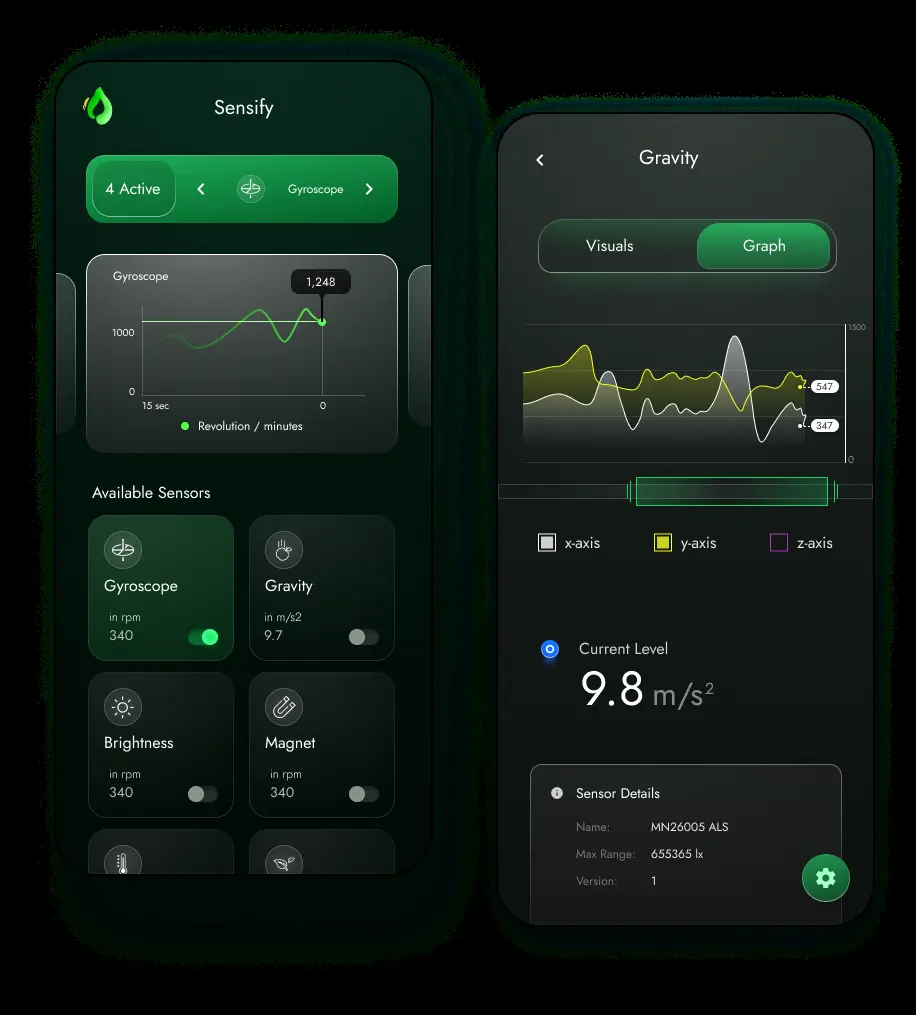 Sensify
4 Active
Gyroscope
Gyroscope
1,248
1000
0
15 sec
0
Revolution / minutes
Available Sensors
Gyroscope
in rpm
340
Gravity
in m/s2
9.7
Brightness
in rpm
340
Magnet
in rpm
340
Gravity
Visuals
Graph
1500
547
347
0
x-axis
y-axis
z-axis
Current Level
9.8 m/s²
Sensor Details
Name: MN26005 ALS
Max Range: 655365 lx
Version: 1